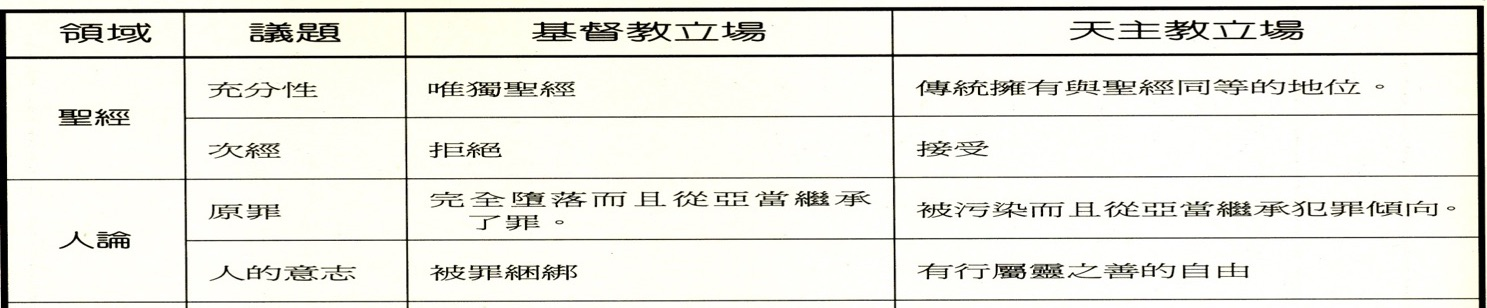 領域 議題 基督教立場 天主教立場
聖經 充分性 唯獨聖經 傳統擁有與聖經同等的地位。
次經 拒絕 接受
人論 原罪 完全墮落而且從亞當繼承 被污染而且從亞當繼承犯罪傾向。
了罪。
人的意志 被罪綑綁 有行屬靈之善的自由